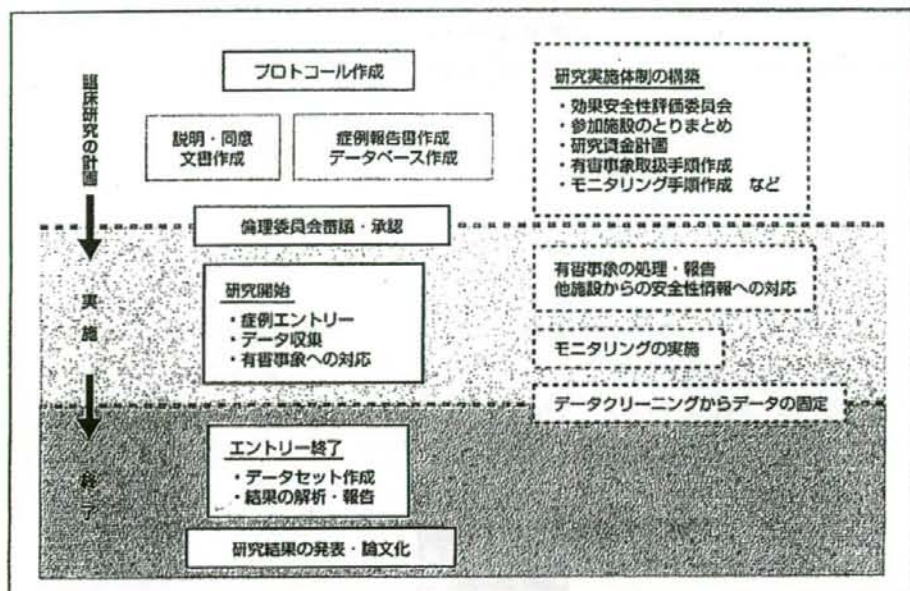 臨床研究の計画
プロトコール作成
説明・同意
文書作成
症例報告書作成
データベース作成
研究実施体制の構築
・効果安全性評価委員会
・参加施設のとりまとめ
・研究資金計画
・有害事象取扱手順作成
・モニタリング手順作成 など
倫理委員会審議・承認
実施
研究開始
・症例エントリー
・データ収集
・有害事象への対応
有害事象の処理・報告
他施設からの安全性情報への対応
モニタリングの実施
データクリーニングからデータの固定
終了
エントリー終了
・データセット作成
・結果の解析・報告
研究結果の発表・論文化